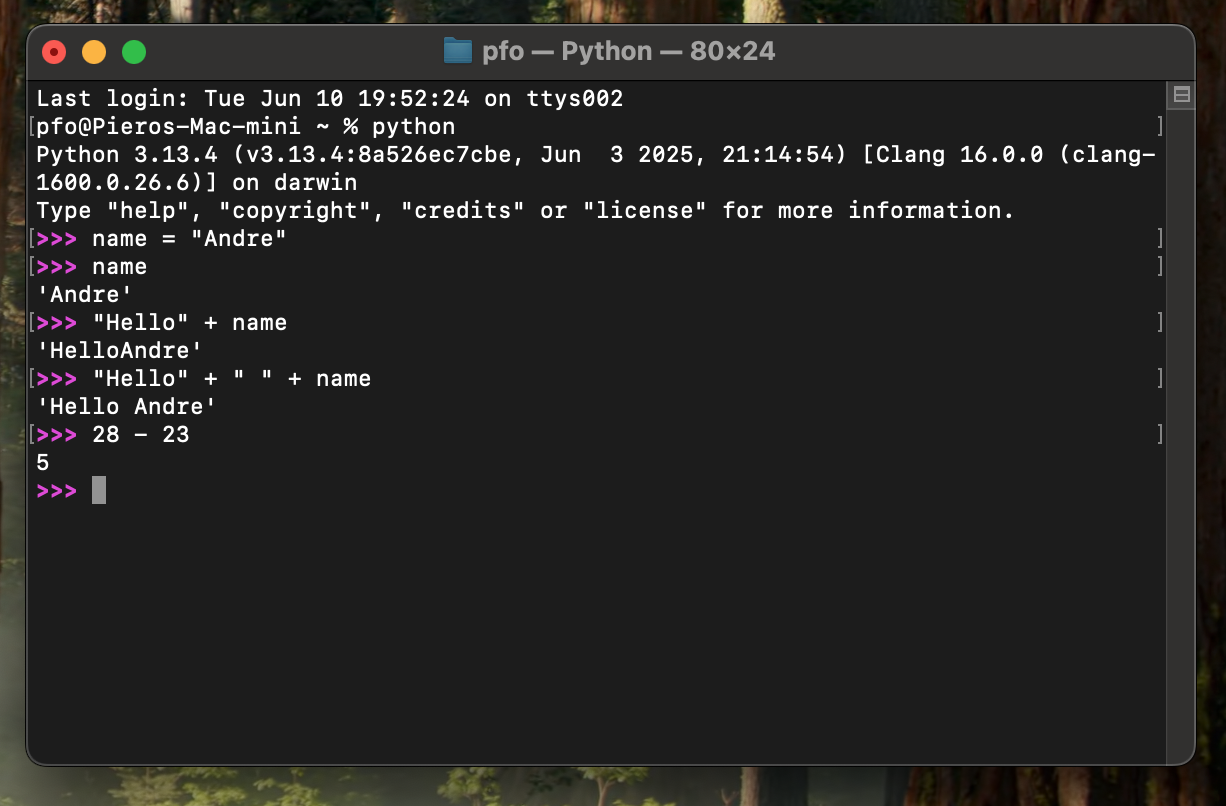 pfo — Python — 80×24
Last login: Tue Jun 10 19:52:24 on ttys002
[pfo@Pieros-Mac-mini ~ % python ]
Python 3.13.4 (v3.13.4:8a526ec7cbe, Jun  3 2025, 21:14:54) [Clang 16.0.0 (clang-
1600.0.26.6)] on darwin
Type "help", "copyright", "credits" or "license" for more information.
[>>> name = "Andre" ]
[>>> name ]
'Andre'
[>>> "Hello" + name ]
'HelloAndre'
[>>> "Hello" + " " + name ]
'Hello Andre'
[>>> 28 - 23 ]
5
>>>